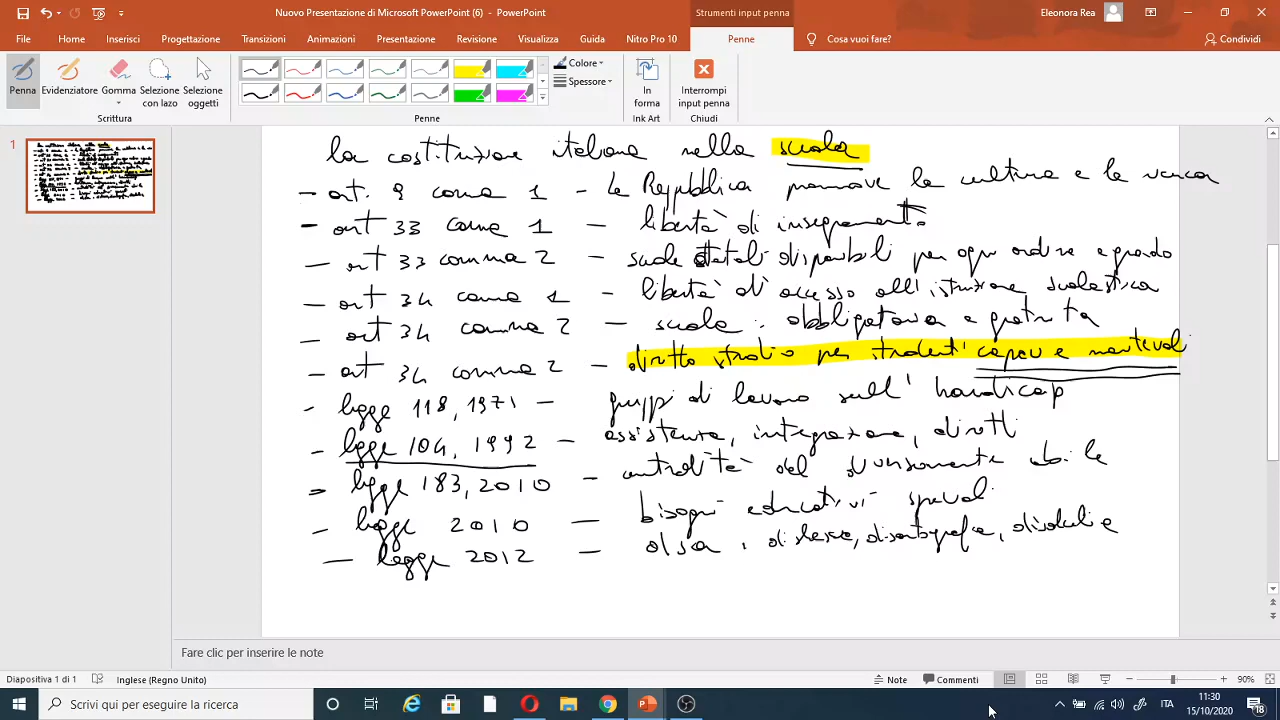 Nuovo Presentazione di Microsoft PowerPoint (6) - PowerPoint
Strumenti input penna
Eleonora Rea
File Home Inserisci Progettazione Transizioni Animazioni Presentazione Revisione Visualizza Guida Nitro Pro 10 Penne Cosa vuoi fare? Condividi
Penna Evidenziatore Gomma Selezione con lazo Selezione oggetti
Colore
Spessore
In forma
Interrompi input penna
Scrittura Penne Ink Art Chiudi
1
la costituzione italiana nella scuola
- art. 9 comma 1 - La Repubblica promuove la cultura e la ricerca
- art 33 comma 1 - libertà di insegnamento
- art 33 comma 2 - scuole statali disponibili per ogni ordine e grado
- art 34 comma 1 - libertà di accesso all'istruzione scolastica
- art 34 comma 2 - scuola : obbligatoria e gratuita
- art 34 comma 2 - diritto studio per studenti capaci e meritevoli
- legge 118, 1971 - gruppi di lavoro sull'handicap
- legge 104, 1992 - assistenza, integrazione, diritti
- legge 183, 2010 - del
- legge 2010 - bisogni educativi speciali
- legge 2012 - dsa : dislessia, disortografia,
Fare clic per inserire le note
Diapositiva 1 di 1 Inglese (Regno Unito) Note Commenti 90%
Scrivi qui per eseguire la ricerca
ITA
11:30
15/10/2020
18